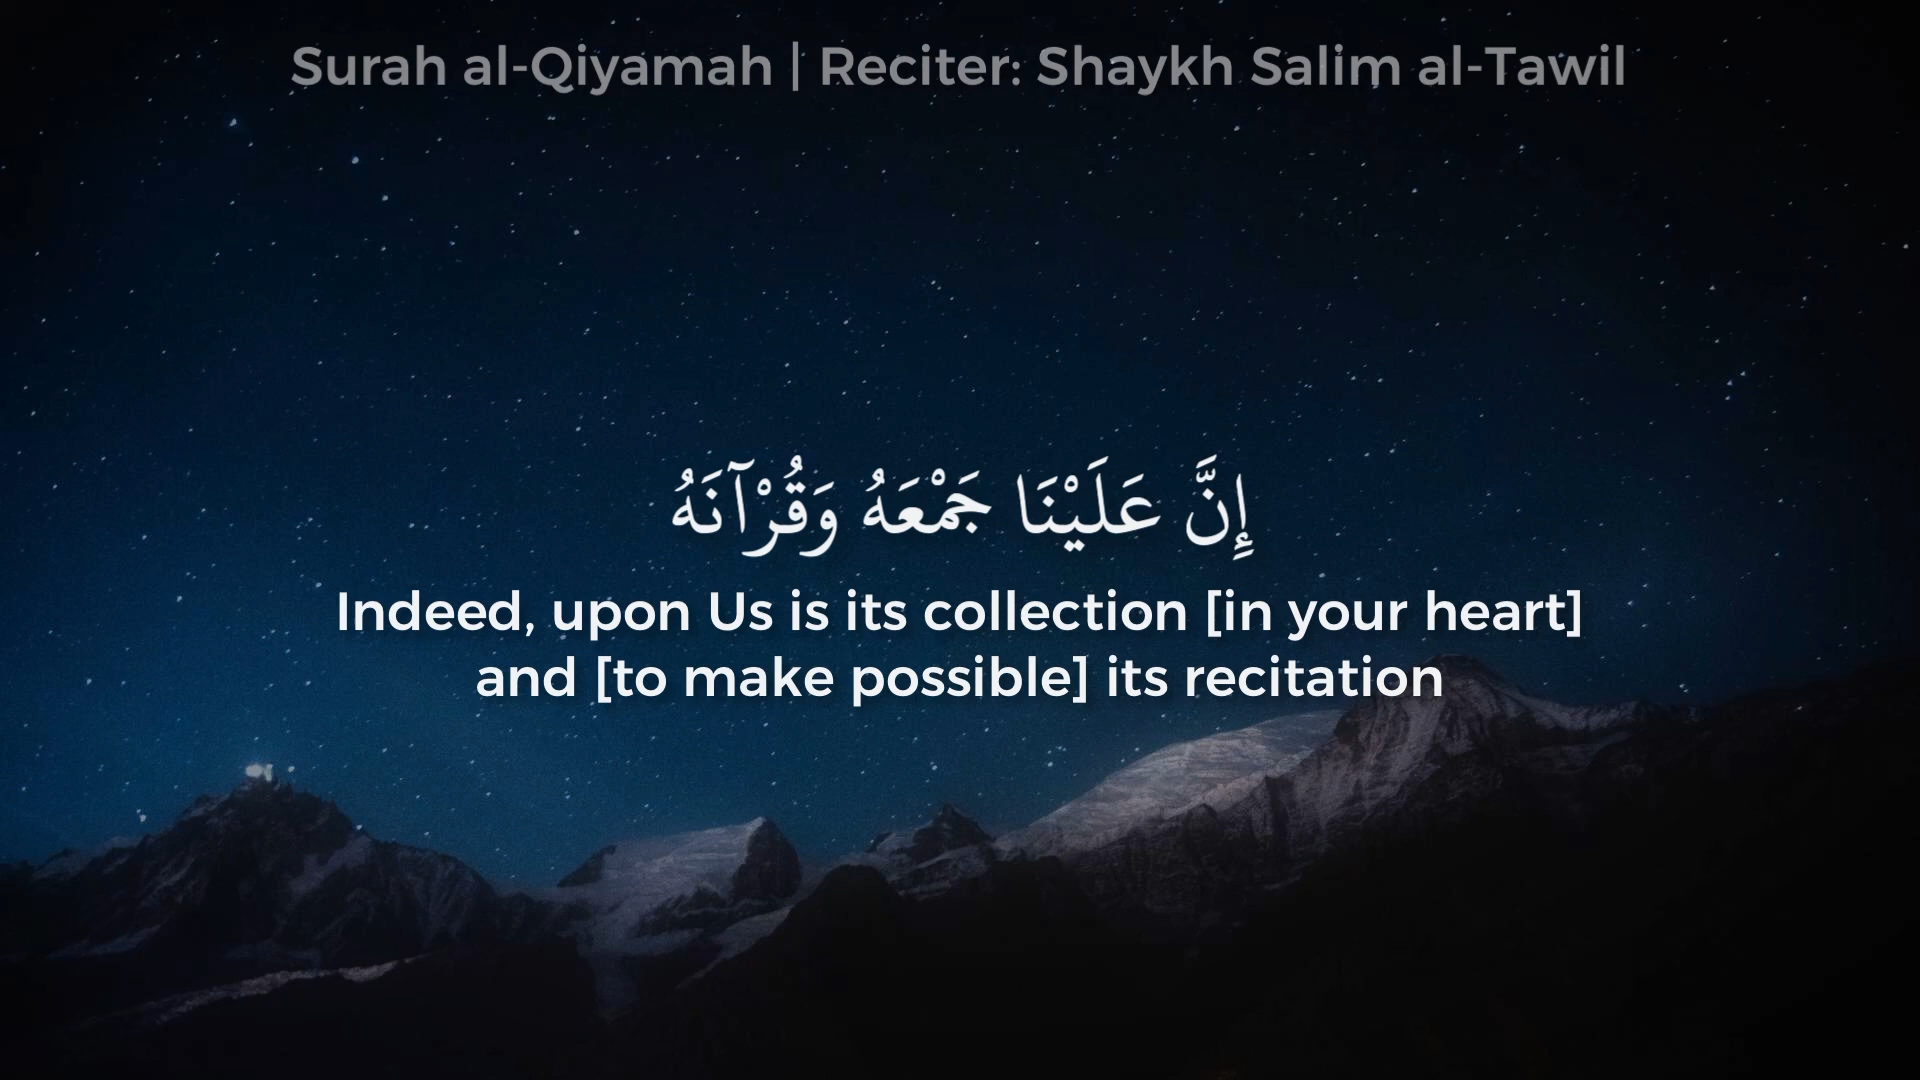 Surah al-Qiyamah | Reciter: Shaykh Salim al-Tawil
إِنَّ عَلَيْنَا جَمْعَهُ وَقُرْآنَهُ
Indeed, upon Us is its collection [in your heart]
and [to make possible] its recitation